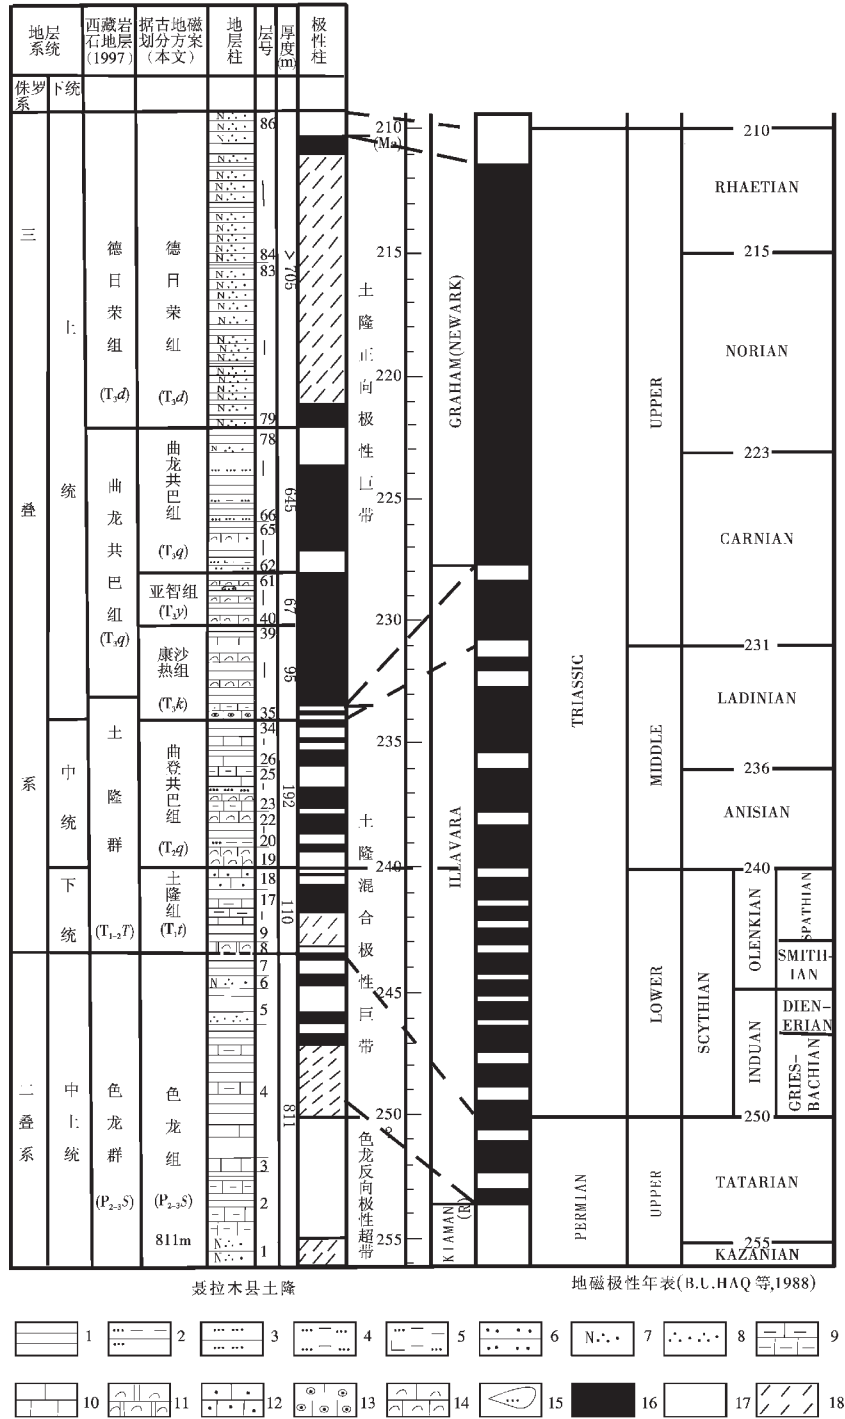 地层系统
西藏岩石地层(1997)
据古地磁划分方案(本文)
地层柱
层号
厚度(m)
极性柱
侏罗系
下统
三叠系
上统
中统
下统
二叠系
中上统
德日荣组
(T₃d)
曲龙共巴组
(T₃q)
土隆群
(T₁₋₂T)
色龙群
(P₂₋₃S)
德日荣组
(T₃d)
曲龙共巴组
(T₃q)
亚智组
(T₃y)
康沙热组
(T₃k)
曲登共巴组
(T₂q)
土隆组
(T₁t)
色龙组
(P₂₋₃S)
811m
86
84
83
79
78
66
65
62
61
40
39
35
34
26
25
23
22
20
19
18
17
9
8
7
6
5
4
3
2
1
>705
645
67
95
192
110
811
土隆正向极性巨带
土隆混合极性巨带
色龙反向极性超带
210
(Ma)
215
220
225
230
235
240
245
250
255
GRAHAM(NEWARK)
ILLAVARA
KIAMAN
(R)
TRIASSIC
PERMIAN
UPPER
MIDDLE
LOWER
UPPER
210
RHAETIAN
215
NORIAN
223
CARNIAN
231
LADINIAN
236
ANISIAN
240
SCYTHIAN
OLENKIAN
INDUAN
SPATHIAN
SMITH-
IAN
DIEN-
ERIAN
GRIES-
BACHIAN
250
TATARIAN
255
KAZANIAN
聂拉木县土隆
地磁极性年表(B.U.HAQ等,1988)
1 2 3 4 5 6 N 7 8 9
10 11 12 13 14 15 16 17 18